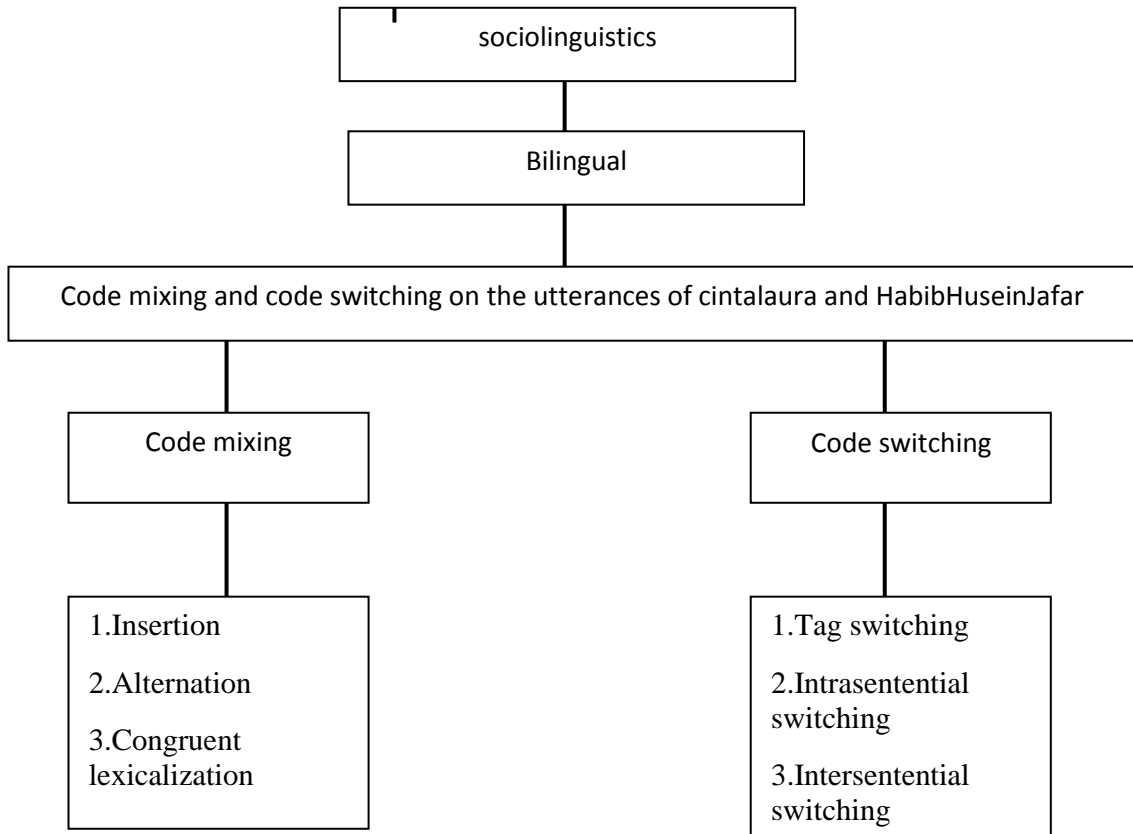 sociolinguistics
Bilingual
Code mixing and code switching on the utterances of cintalaura and HabibHuseinJafar
Code mixing
Code switching
1.Insertion
2.Alternation
3.Congruent
lexicalization
1.Tag switching
2.Intrasentential
switching
3.Intersentential
switching